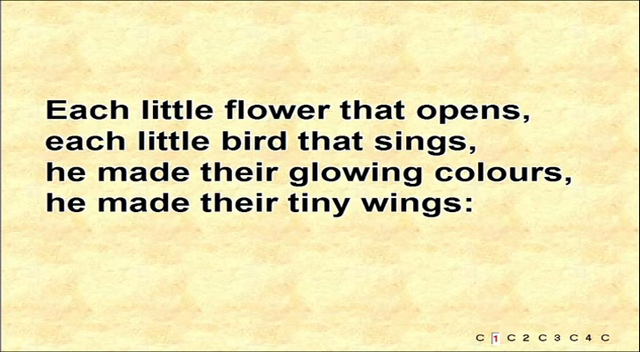 Each little flower that opens,
each little bird that sings,
he made their glowing colours,
he made their tiny wings:
C 1 C 2 C 3 C 4 C